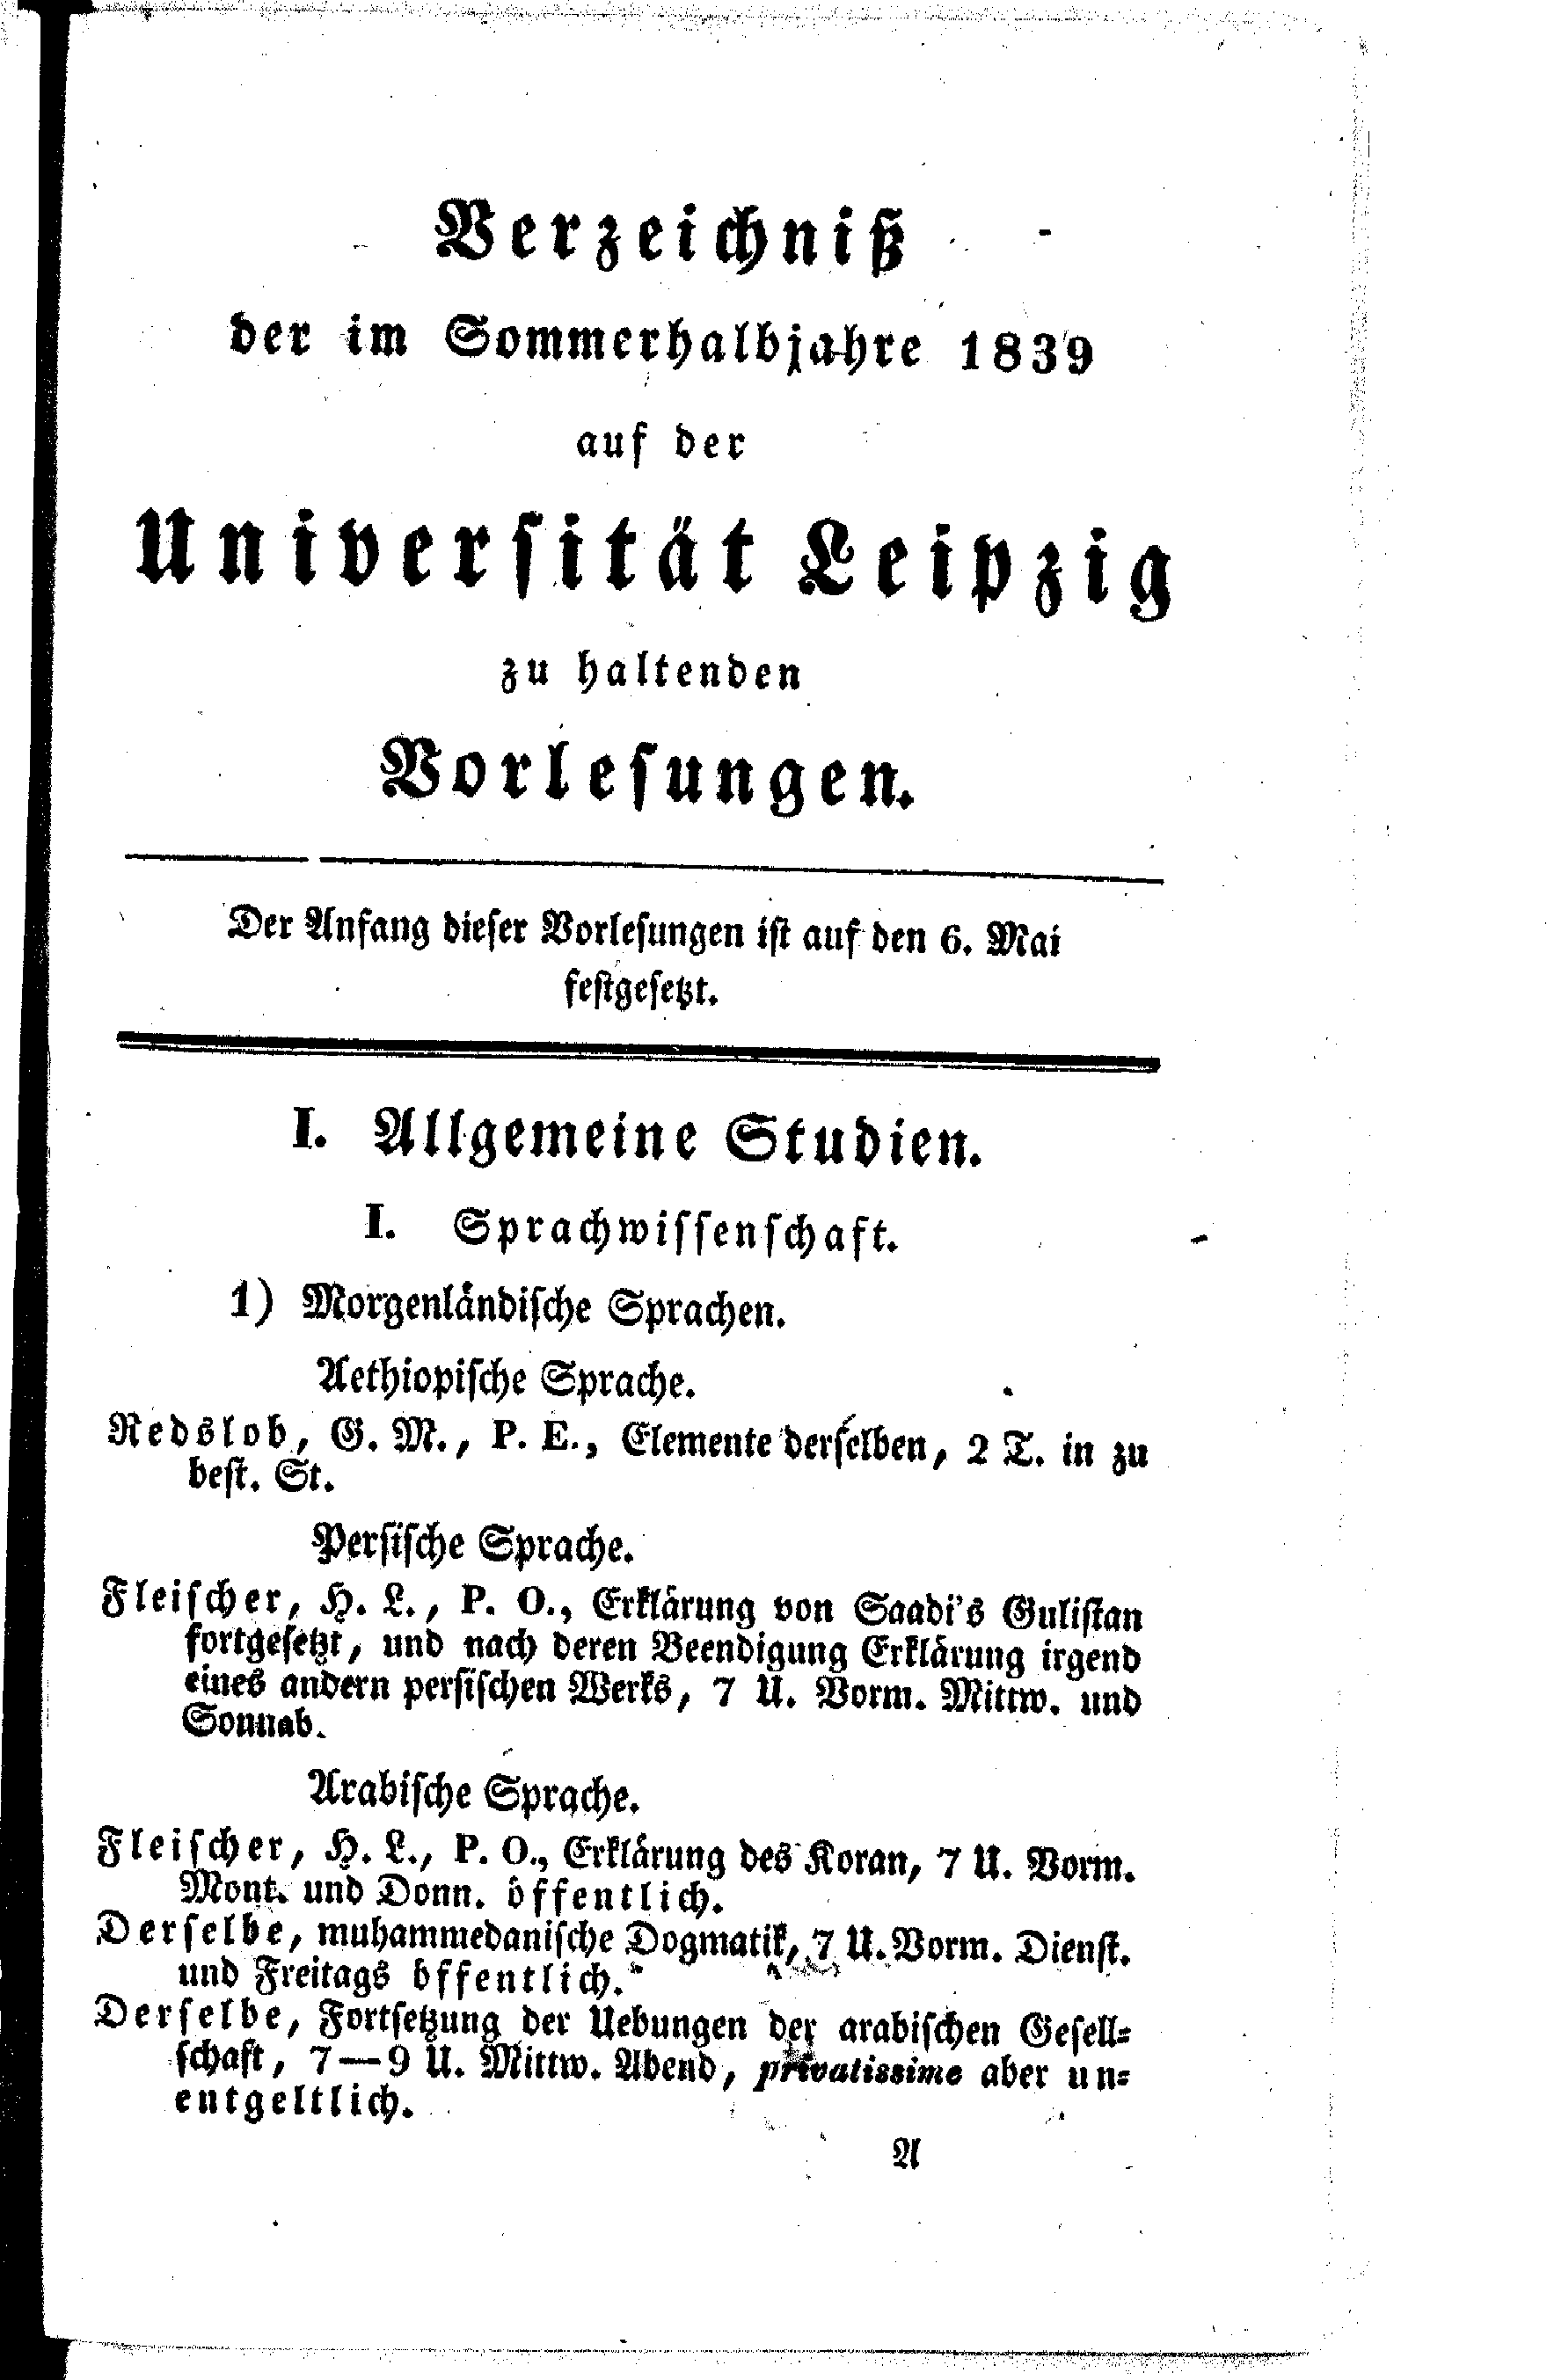 Verzeichniß
der im Sommerhalbjahre 1839
auf der
Universität Leipzig
zu haltenden
Vorlesungen.
Der Anfang dieser Vorlesungen ist auf den 6. Mai
festgesetzt.
I. Allgemeine Studien.
I. Sprachwissenschaft.
1) Morgenländische Sprachen.
Aethiopische Sprache.
Redslob, G. M., P. E., Elemente derselben, 2 T. in zu
best. St.
Persische Sprache.
Fleischer, H. L., P. O., Erklärung von Saadi's Gulistan
fortgesetzt, und nach deren Beendigung Erklärung irgend
eines andern persischen Werks, 7 U. Vorm. Mittw. und
Sonnab.
Arabische Sprache.
Fleischer, H. L., P. O., Erklärung des Koran, 7 U. Vorm.
Mont. und Donn. öffentlich.
Derselbe, muhammedanische Dogmatik, 7 U. Vorm. Dienst.
und Freitags öffentlich.
Derselbe, Fortsetzung der Uebungen der arabischen Gesell-
schaft, 7—9 U. Mittw. Abend, privatissime aber un-
entgeltlich.
A